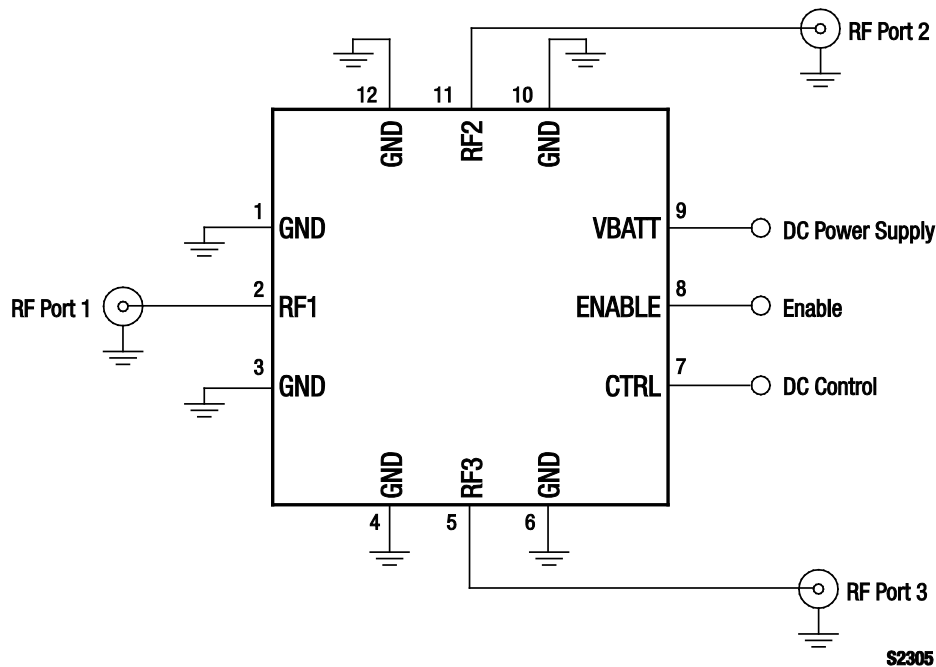 RF Port 2
12 11 10
GND RF2 GND
1 GND
VBATT 9 DC Power Supply
RF Port 1 2 RF1
ENABLE 8 Enable
3 GND
CTRL 7 DC Control
GND RF3 GND
4 5 6
RF Port 3
S2305